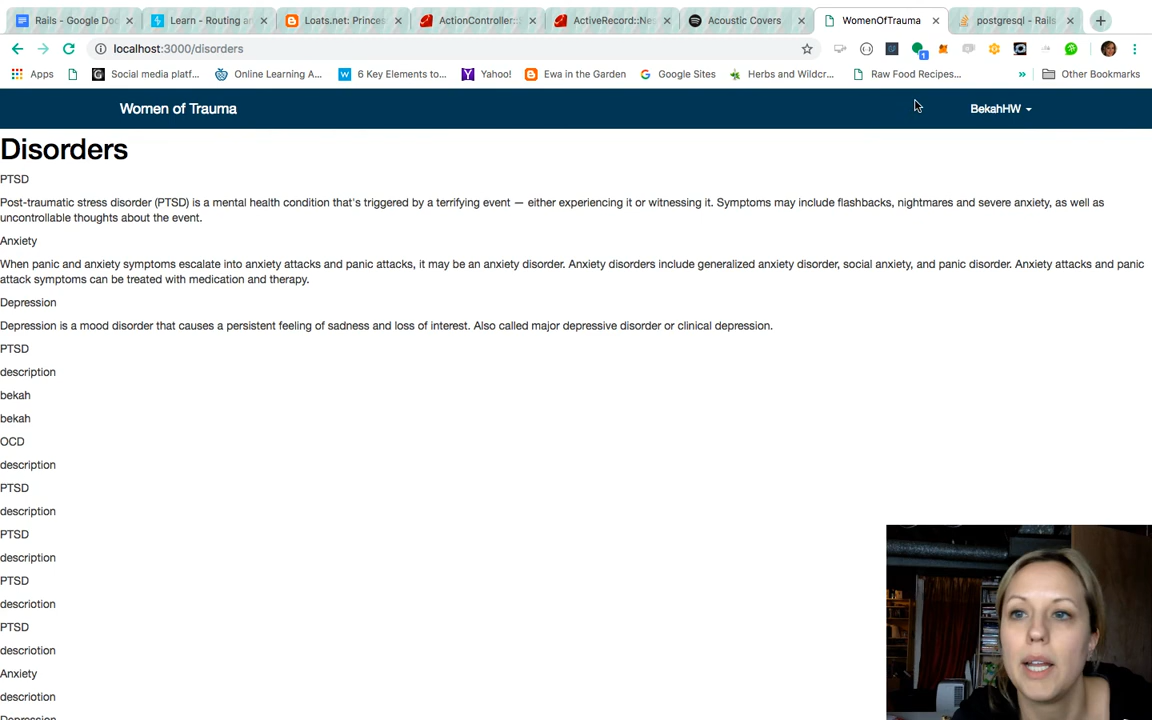 Rails - Google Doc
Learn - Routing ar
Loats.net: Princes
ActionController::
ActiveRecord::Nes
Acoustic Covers
WomenOfTrauma
postgresql - Rails
localhost:3000/disorders
Apps
Social media platf...
Online Learning A...
6 Key Elements to...
Yahoo!
Ewa in the Garden
Google Sites
Herbs and Wildcr...
Raw Food Recipes...
»
Other Bookmarks
Women of Trauma
BekahHW
Disorders
PTSD
Post-traumatic stress disorder (PTSD) is a mental health condition that's triggered by a terrifying event — either experiencing it or witnessing it. Symptoms may include flashbacks, nightmares and severe anxiety, as well as
uncontrollable thoughts about the event.
Anxiety
When panic and anxiety symptoms escalate into anxiety attacks and panic attacks, it may be an anxiety disorder. Anxiety disorders include generalized anxiety disorder, social anxiety, and panic disorder. Anxiety attacks and panic
attack symptoms can be treated with medication and therapy.
Depression
Depression is a mood disorder that causes a persistent feeling of sadness and loss of interest. Also called major depressive disorder or clinical depression.
PTSD
description
bekah
bekah
OCD
description
PTSD
description
PTSD
description
PTSD
descriotion
PTSD
descriotion
Anxiety
descriotion
Depression